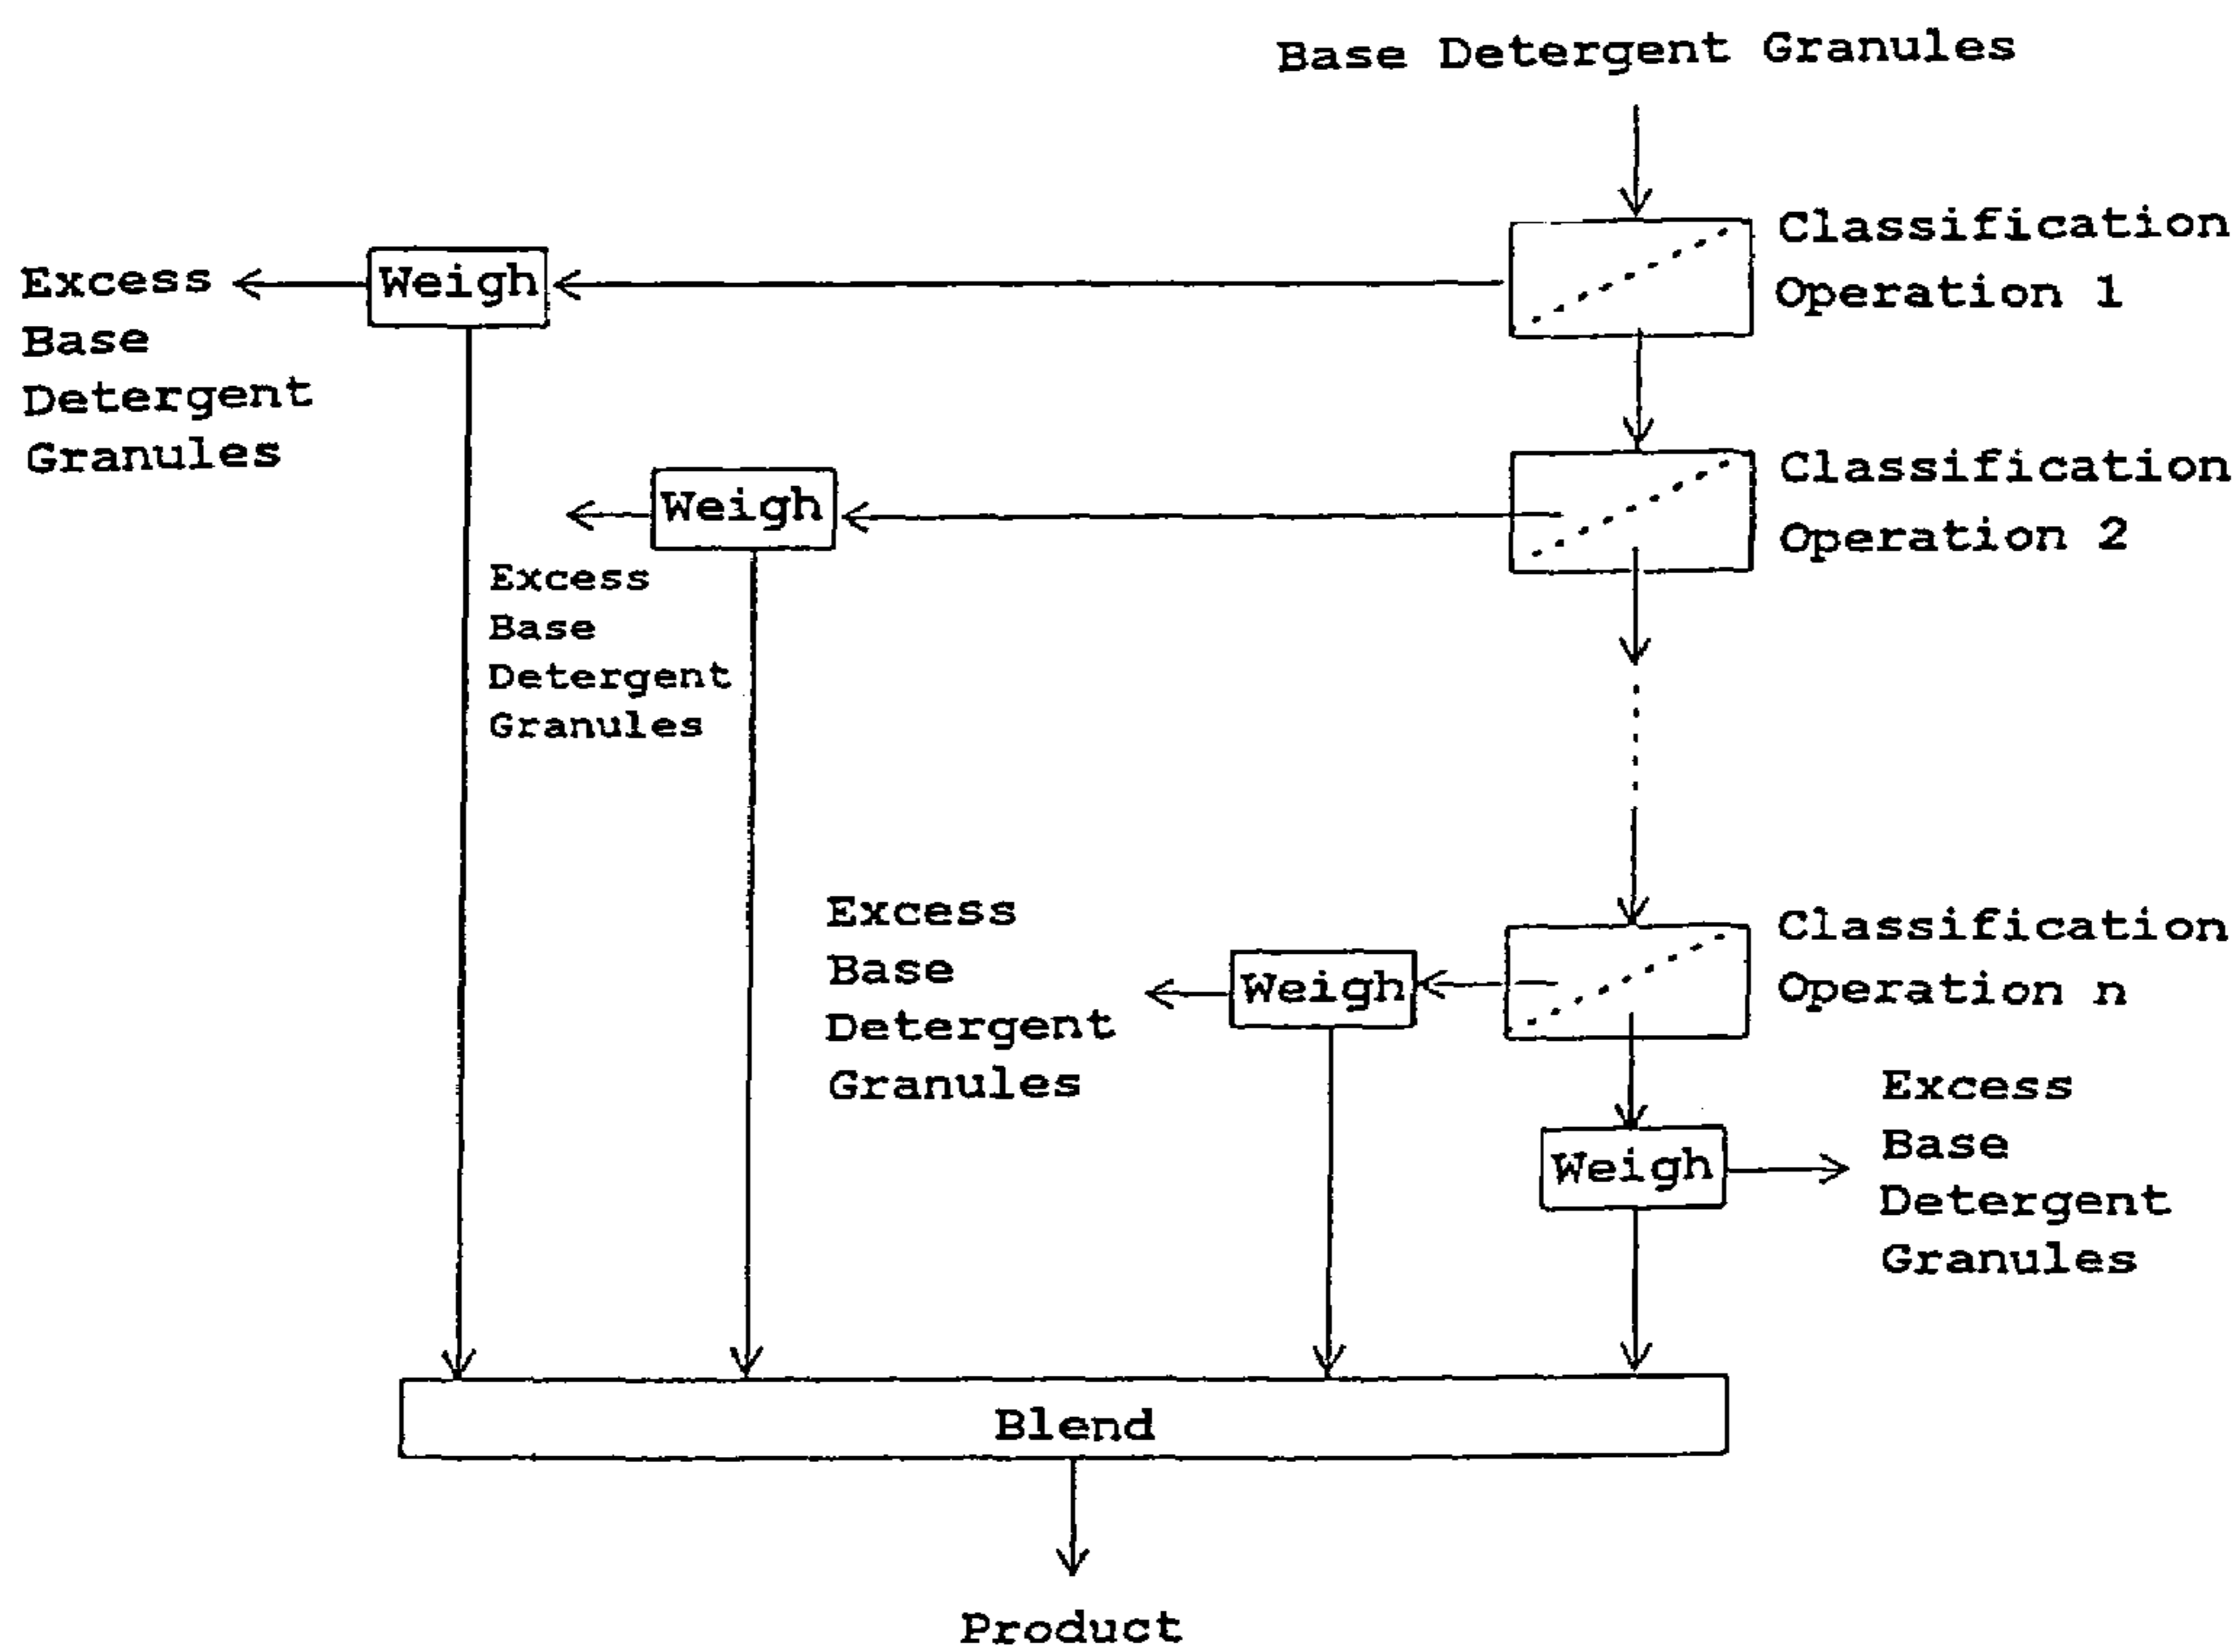 Base Detergent Granules
Classification
Operation 1
Weigh
Excess
Base
Detergent
Granules
Classification
Operation 2
Weigh
Excess
Base
Detergent
Granules
Classification
Operation n
Weigh
Excess
Base
Detergent
Granules
Weigh
Excess
Base
Detergent
Granules
Blend
Product